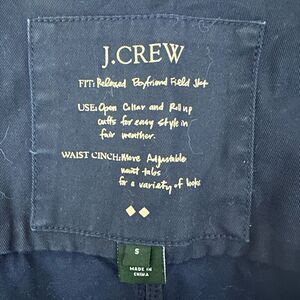 J.CREW
FIT: Relaxed Boyfriend Field Jkt
USE: Open Collar and Roll up
cuffs for easy style in
fair weather.
WAIST CINCH: More Adjustable
waist tabs
for a variety of looks
S
MADE IN
CHINA